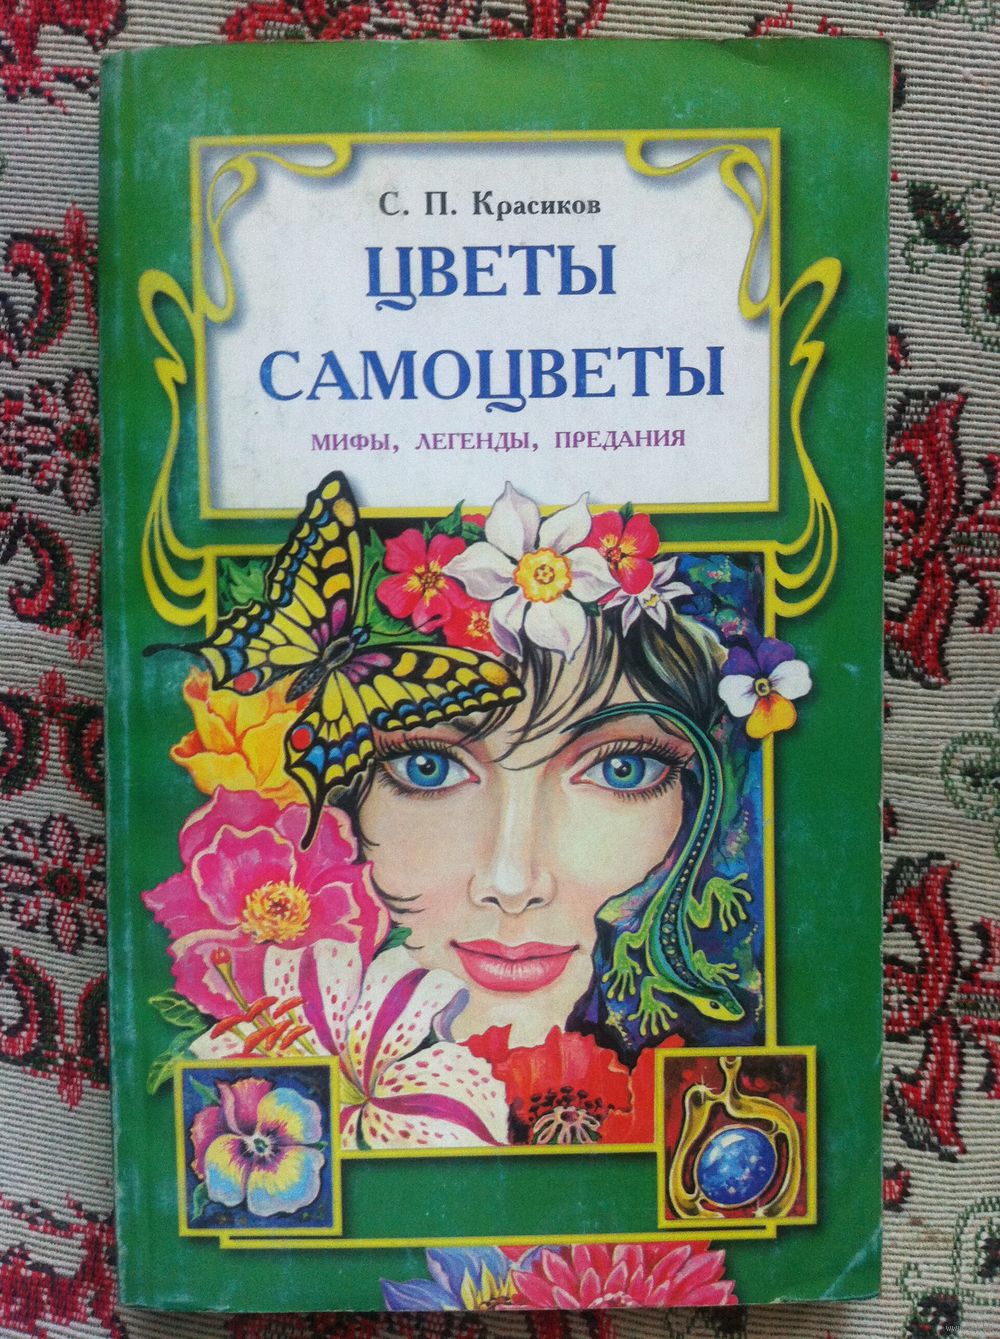 С. П. Красиков
ЦВЕТЫ
САМОЦВЕТЫ
МИФЫ, ЛЕГЕНДЫ, ПРЕДАНИЯ